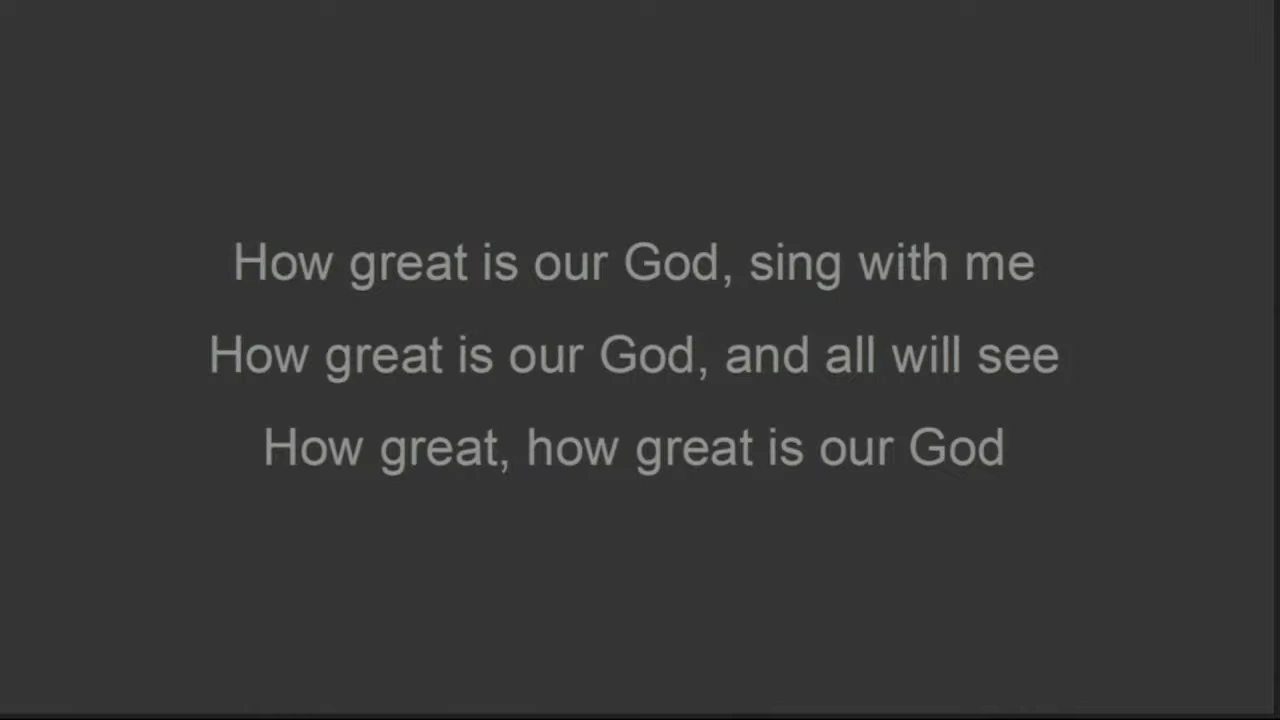 How great is our God, sing with me
How great is our God, and all will see
How great, how great is our God